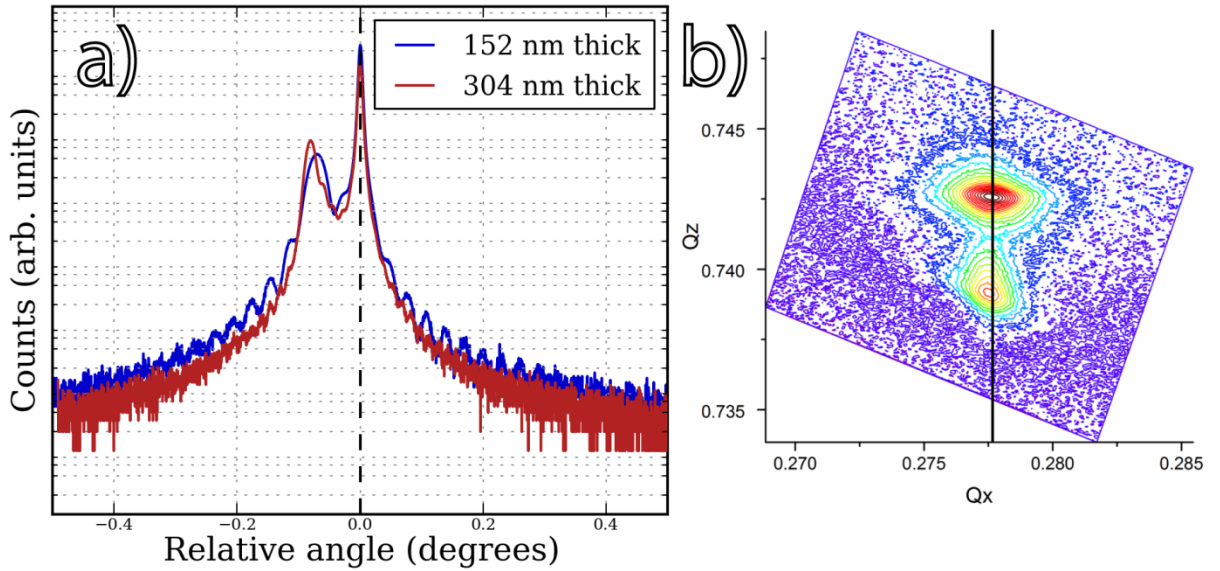 a)
152 nm thick
304 nm thick
Counts (arb. units)
−0.4 −0.2 0.0 0.2 0.4
Relative angle (degrees)
b)
0.745
0.740
0.735
Qz
0.270 0.275 0.280 0.285
Qx